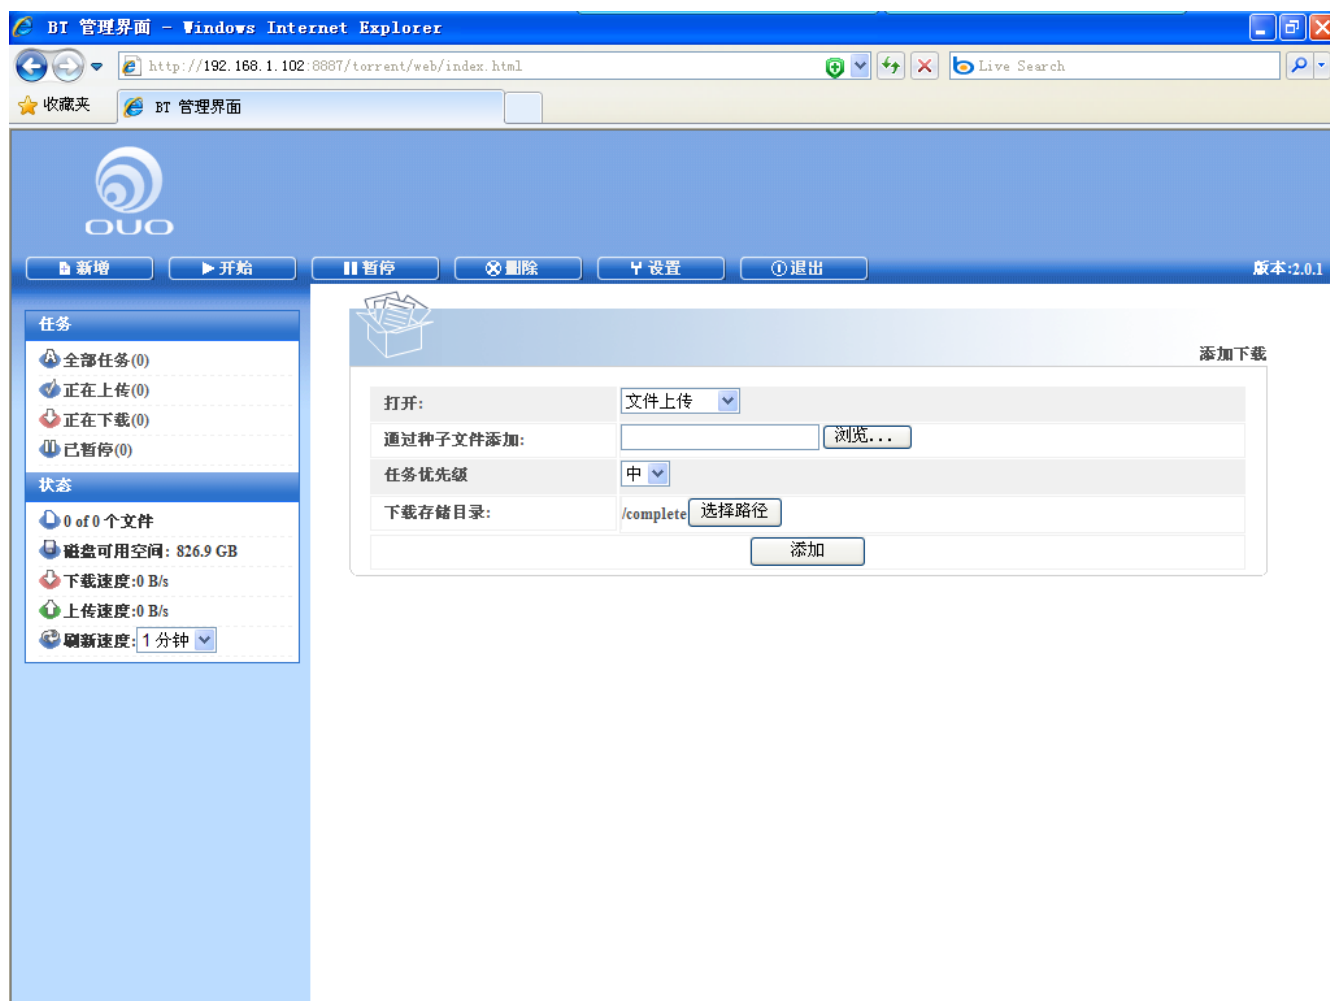 BT 管理界面 - Windows Internet Explorer
http://192.168.1.102:8887/torrent/web/index.html
Live Search
收藏夹
BT 管理界面
OUO
新增 开始 暂停 删除 设置 退出 版本:2.0.1
任务
全部任务(0)
正在上传(0)
正在下载(0)
已暂停(0)
状态
0 of 0 个文件
磁盘可用空间: 826.9 GB
下载速度:0 B/s
上传速度:0 B/s
刷新速度: 1 分钟
添加下载
打开: 文件上传
通过种子文件添加: 浏览...
任务优先级 中
下载存储目录: /complete 选择路径
添加